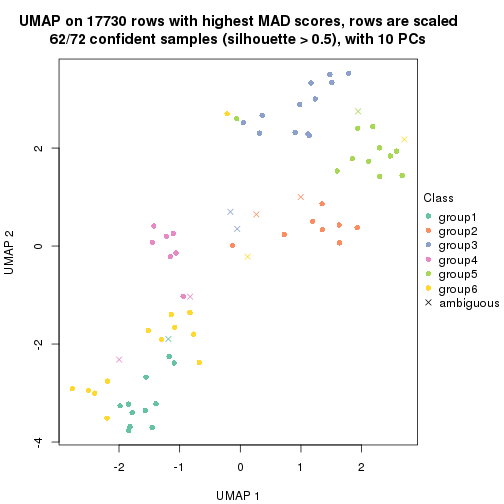 UMAP on 17730 rows with highest MAD scores, rows are scaled
62/72 confident samples (silhouette > 0.5), with 10 PCs
UMAP 2
2
0
-2
-4
-2
-1
0
1
2
UMAP 1
Class
group1
group2
group3
group4
group5
group6
ambiguous